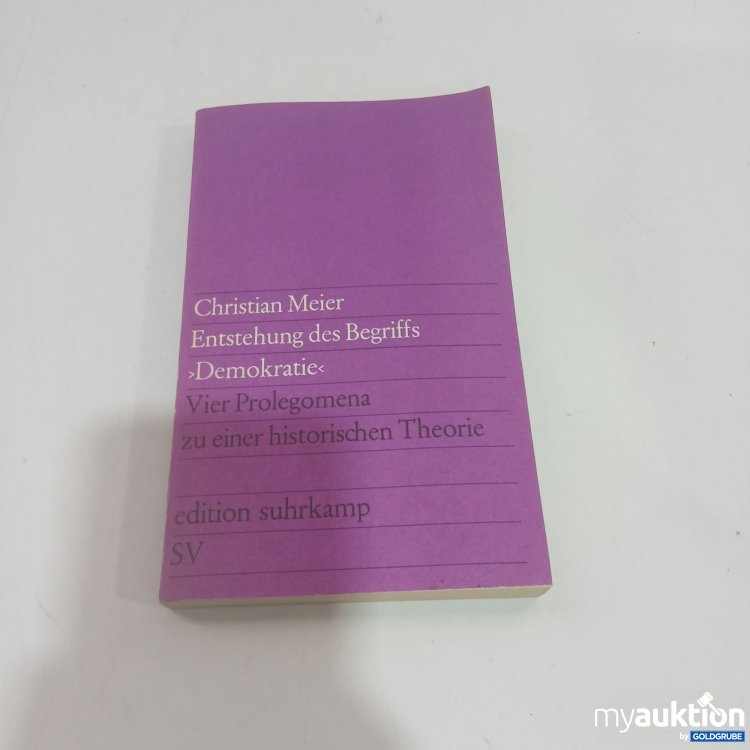 Christian Meier
Entstehung des Begriffs
›Demokratie‹
Vier Prolegomena
zu einer historischen Theorie
edition suhrkamp
SV
myauktion
by GOLDGRUBE